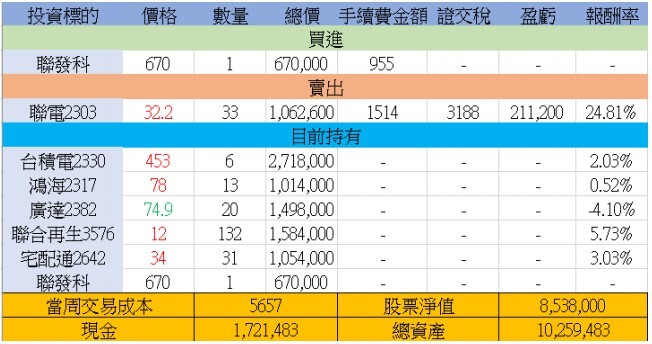 投資標的 價格 數量 總價 手續費金額 證交稅 盈虧 報酬率
買進
聯發科 670 1 670,000 955 - - -
賣出
聯電2303 32.2 33 1,062,600 1514 3188 211,200 24.81%
目前持有
台積電2330 453 6 2,718,000 - - - 2.03%
鴻海2317 78 13 1,014,000 - - - 0.52%
廣達2382 74.9 20 1,498,000 - - - -4.10%
聯合再生3576 12 132 1,584,000 - - - 5.73%
宅配通2642 34 31 1,054,000 - - - 3.03%
聯發科 670 1 670,000 - - - -
當周交易成本 5657 股票淨值 8,538,000
現金 1,721,483 總資產 10,259,483